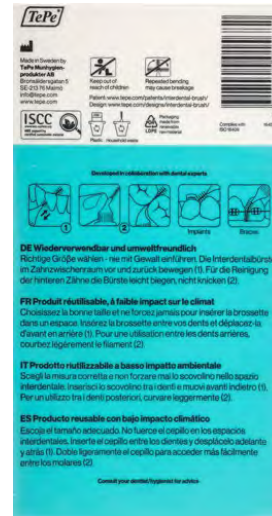 TePe
Made in Sweden by
TePe Munhygien-
produkter AB
Bronsåldersgatan 5
SE-213 76 Malmö
info@tepe.com
www.tepe.com
Keep out of
reach of children
Repeated bending
may cause breakage
Patent: www.tepe.com/patents/interdental-brush/
Design: www.tepe.com/designs/interdental-brush/
ISCC
LDPE
Packaging
made from
renewable
raw material
Plastic
Household waste
Complies with
ISO 16409
Developed in collaboration with dental experts
1
2
Implants
Braces
DE Wiederverwendbar und umweltfreundlich
Richtige Größe wählen - nie mit Gewalt einführen. Die Interdentalbürste
im Zahnzwischenraum vor und zurück bewegen (1). Für die Reinigung
der hinteren Zähne die Bürste leicht biegen, nicht knicken (2).
FR Produit réutilisable, à faible impact sur le climat
Choisissez la bonne taille et ne forcez jamais pour insérer la brossette
dans un espace. Insérez la brossette entre vos dents et déplacez-la
d'avant en arrière (1). Pour une utilisation entre les dents arrières,
courbez légèrement le filament (2).
IT Prodotto riutilizzabile a basso impatto ambientale
Scegli la misura corretta e non forzare mai lo scovolino nello spazio
interdentale. Inserisci lo scovolino tra i denti e muovi avanti indietro (1).
Per un utilizzo tra i denti posteriori, curvare leggermente (2).
ES Producto reusable con bajo impacto climático
Escoja el tamaño adecuado. No fuerce el cepillo en los espacios
interdentales. Inserte el cepillo entre los dientes y desplácelo adelante
y atrás (1). Doble ligeramente el cepillo para acceder más fácilmente
entre los molares (2).
Consult your dentist/hygienist for advice